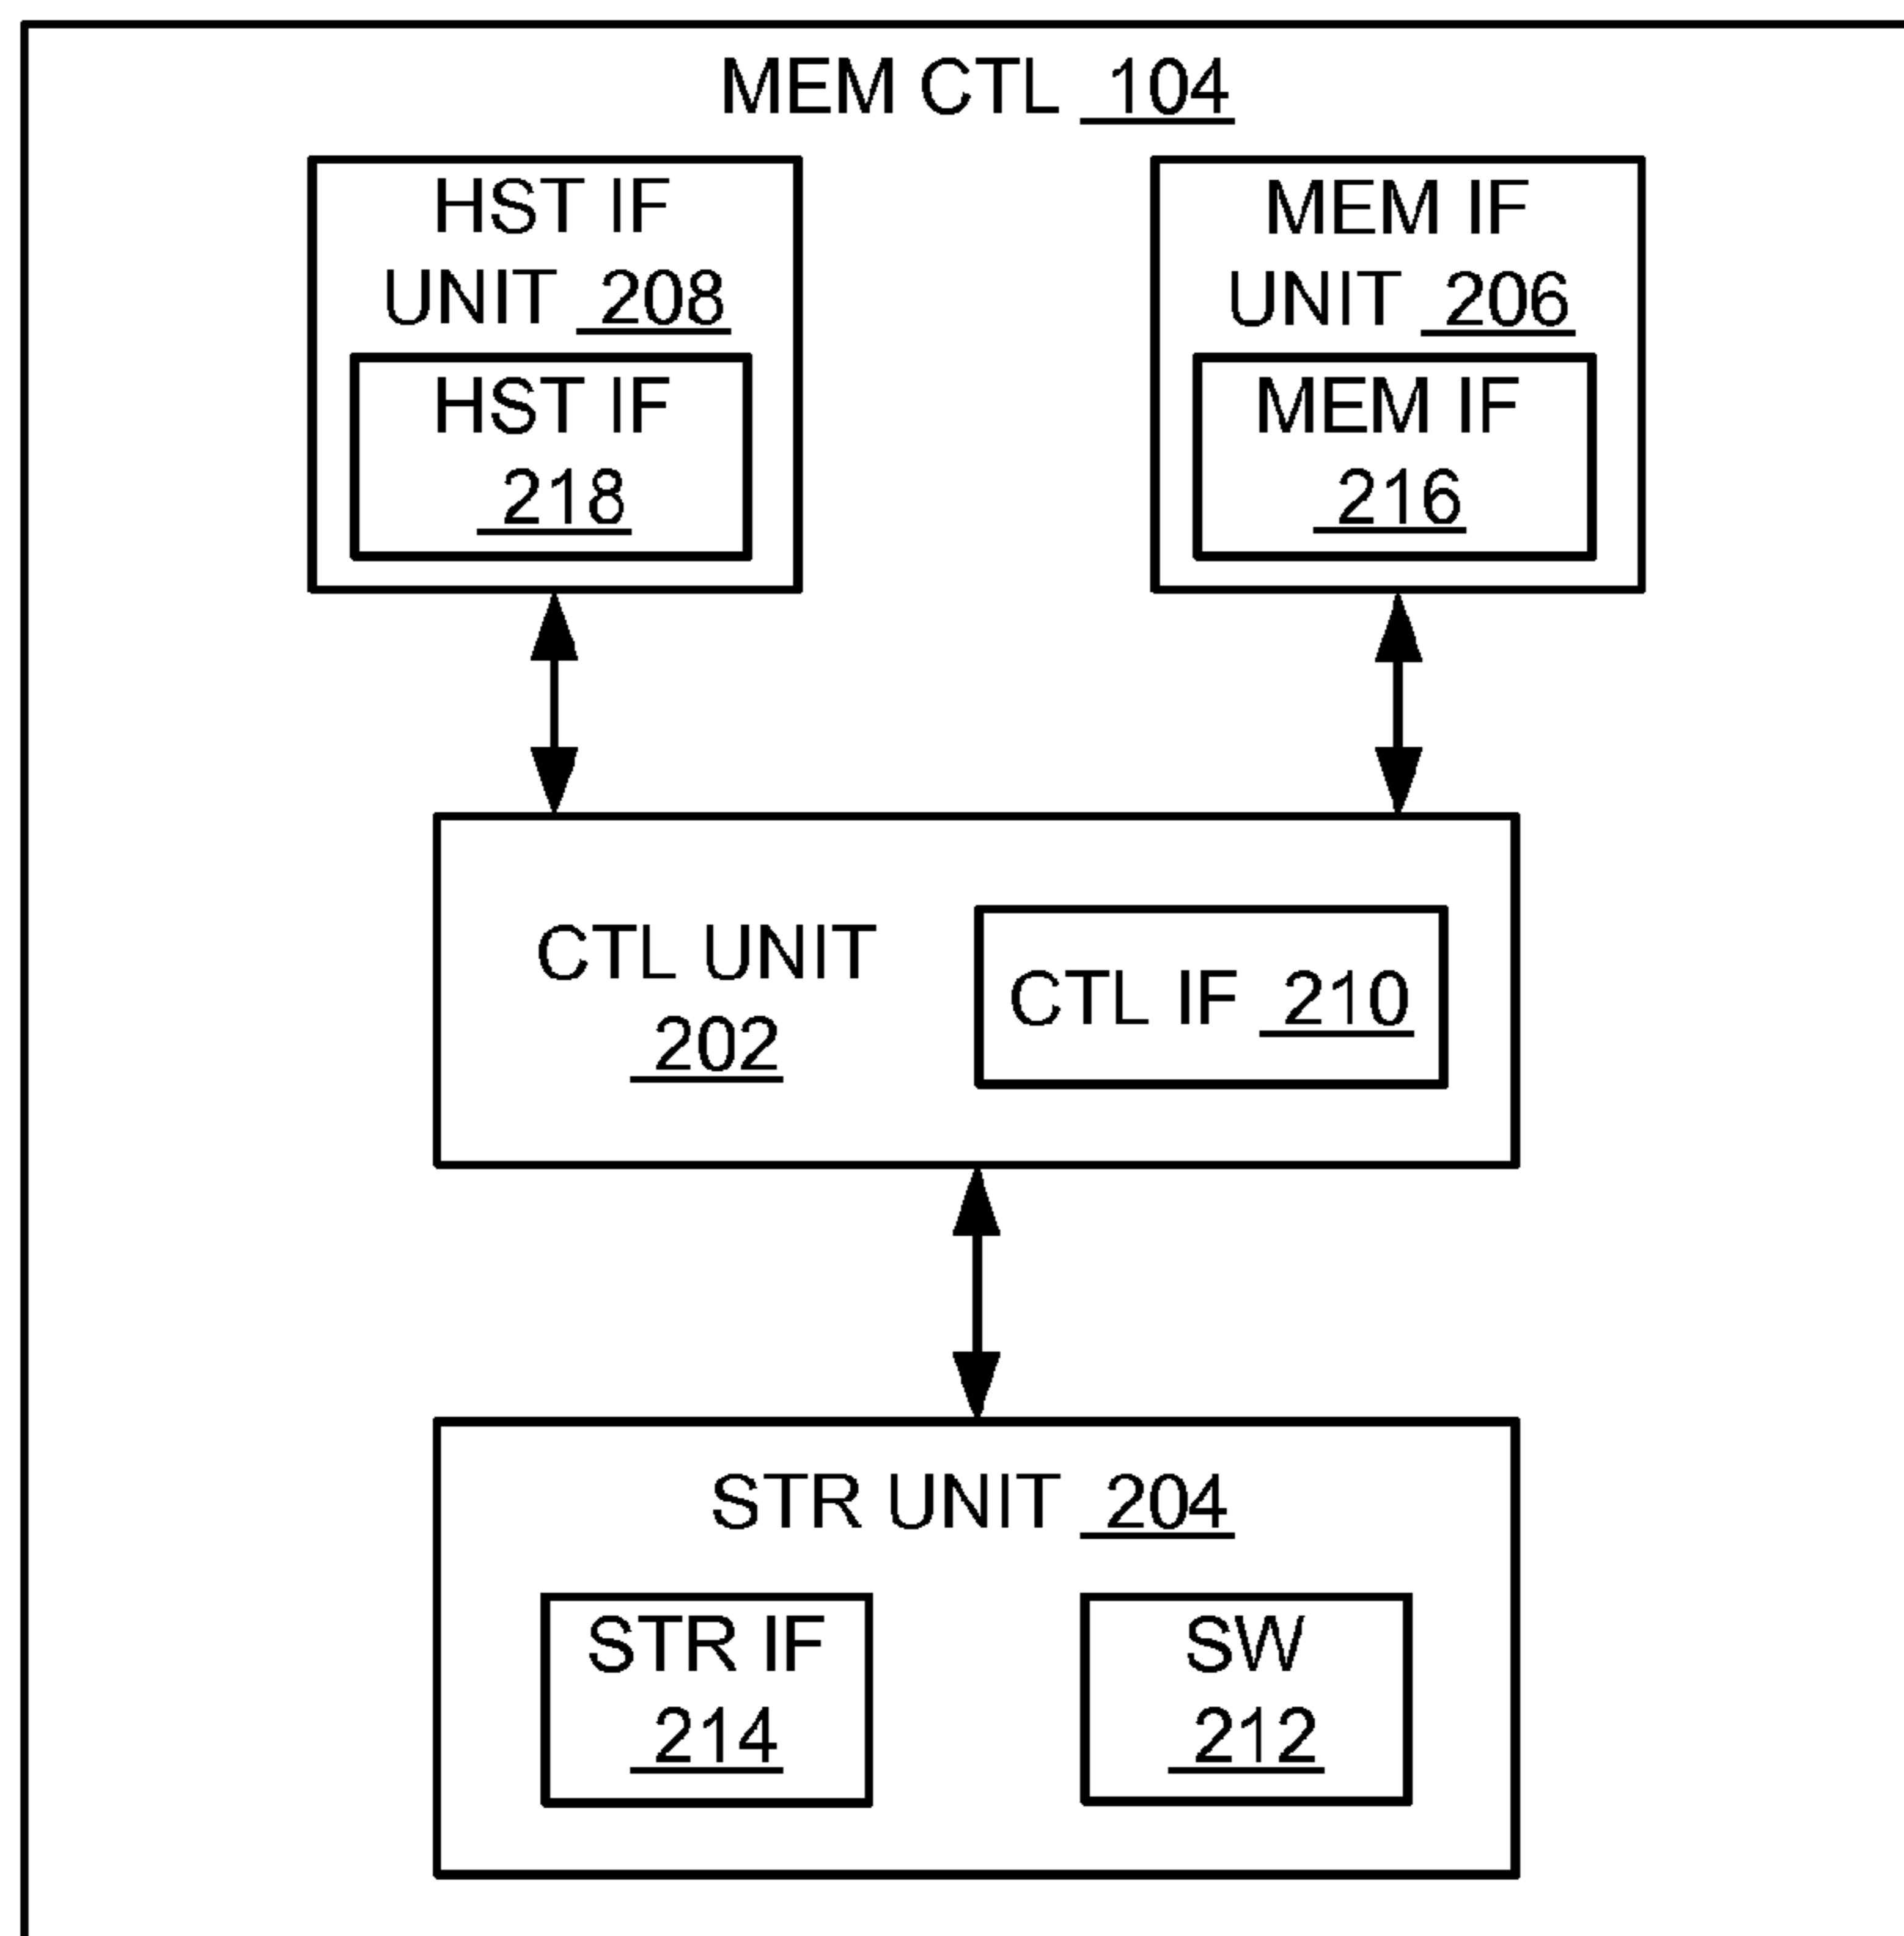 MEM CTL 104
HST IF
UNIT 208
HST IF
218
MEM IF
UNIT 206
MEM IF
216
CTL UNIT
202
CTL IF 210
STR UNIT 204
STR IF
214
SW
212